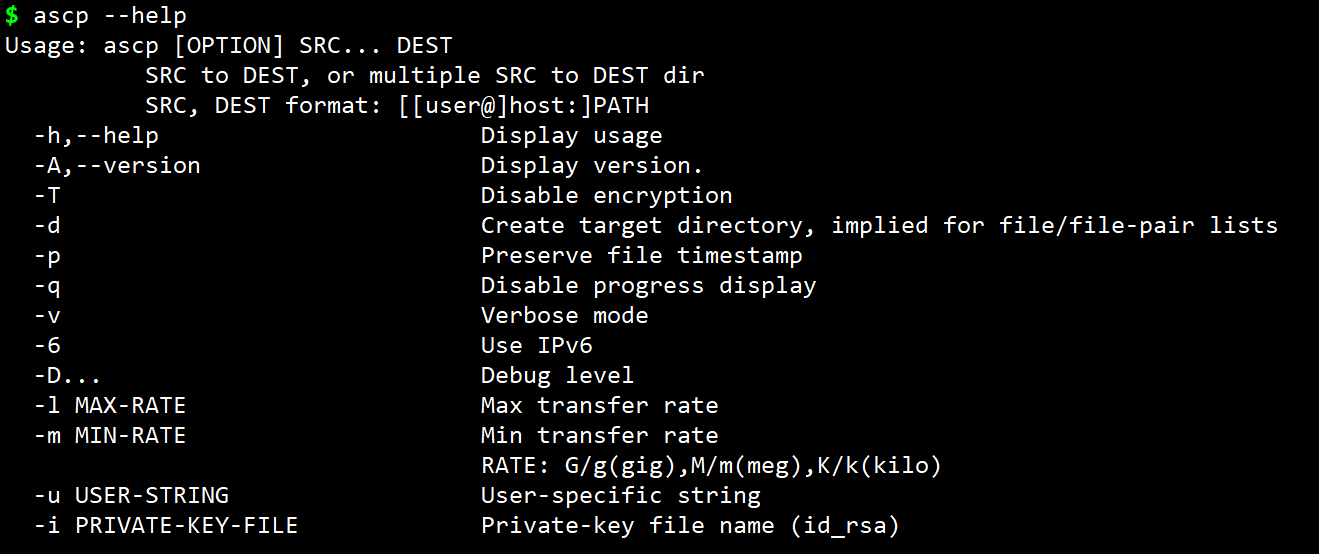 $ ascp --help
Usage: ascp [OPTION] SRC... DEST
          SRC to DEST, or multiple SRC to DEST dir
          SRC, DEST format: [[user@]host:]PATH
  -h,--help                       Display usage
  -A,--version                    Display version.
  -T                              Disable encryption
  -d                              Create target directory, implied for file/file-pair lists
  -p                              Preserve file timestamp
  -q                              Disable progress display
  -v                              Verbose mode
  -6                              Use IPv6
  -D...                           Debug level
  -l MAX-RATE                     Max transfer rate
  -m MIN-RATE                     Min transfer rate
                                  RATE: G/g(gig),M/m(meg),K/k(kilo)
  -u USER-STRING                  User-specific string
  -i PRIVATE-KEY-FILE             Private-key file name (id_rsa)